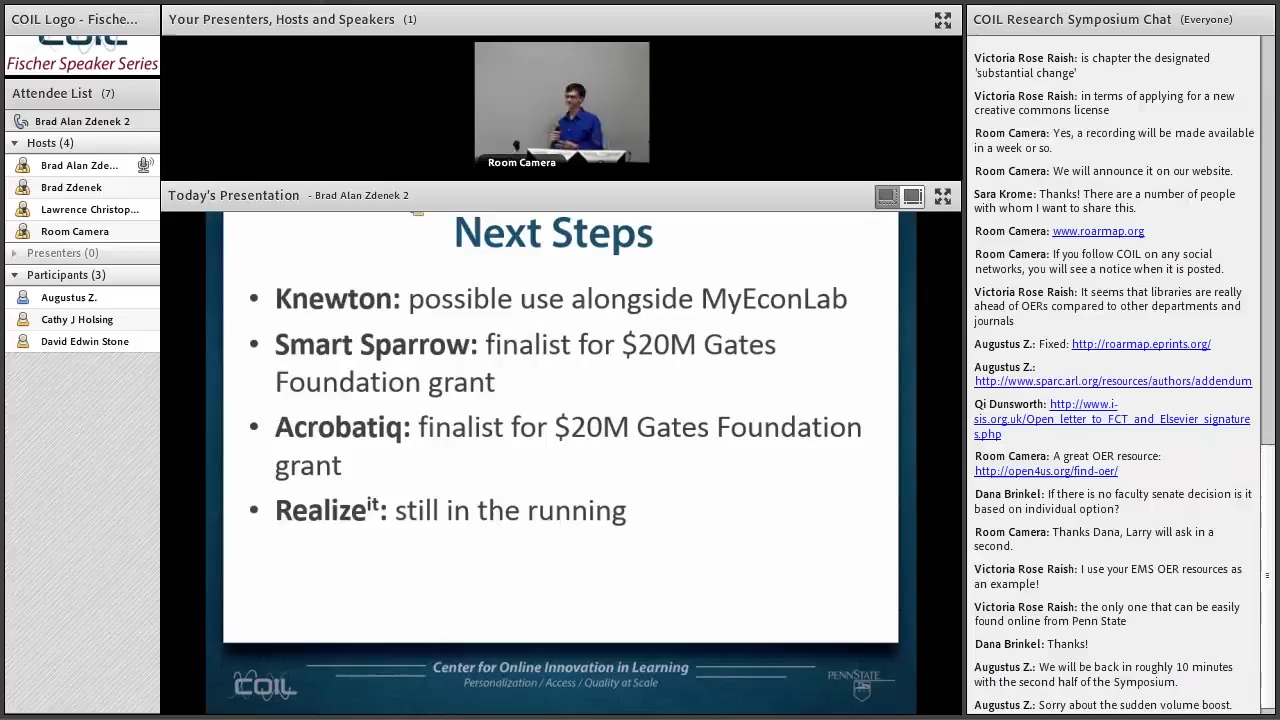 COIL Logo - Fische...
COIL
Fischer Speaker Series
Attendee List (7)
Brad Alan Zdenek 2
Hosts (4)
Brad Alan Zde...
Brad Zdenek
Lawrence Christop...
Room Camera
Presenters (0)
Participants (3)
Augustus Z.
Cathy J Holsing
David Edwin Stone
Your Presenters, Hosts and Speakers (1)
Room Camera
Today's Presentation - Brad Alan Zdenek 2
Next Steps
• Knewton: possible use alongside MyEconLab
• Smart Sparrow: finalist for $20M Gates
Foundation grant
• Acrobatiq: finalist for $20M Gates Foundation
grant
• Realizeit: still in the running
Center for Online Innovation in Learning
Personalization / Access / Quality at Scale
COIL
PENNSTATE
COIL Research Symposium Chat (Everyone)
Victoria Rose Raish: is chapter the designated
'substantial change'
Victoria Rose Raish: in terms of applying for a new
creative commons license
Room Camera: Yes, a recording will be made available
in a week or so.
Room Camera: We will announce it on our website.
Sara Krome: Thanks! There are a number of people
with whom I want to share this.
Room Camera: www.roarmap.org
Room Camera: If you follow COIL on any social
networks, you will see a notice when it is posted.
Victoria Rose Raish: It seems that libraries are really
ahead of OERs compared to other departments and
journals
Augustus Z.: Fixed: http://roarmap.eprints.org/
Augustus Z.:
http://www.sparc.arl.org/resources/authors/addendum
Qi Dunsworth: http://www.i-
sis.org.uk/Open_letter_to_FCT_and_Elsevier_signature
s.php
Room Camera: A great OER resource:
http://open4us.org/find-oer/
Dana Brinkel: If there is no faculty senate decision is it
based on individual option?
Room Camera: Thanks Dana, Larry will ask in a
second.
Victoria Rose Raish: I use your EMS OER resources as
an example!
Victoria Rose Raish: the only one that can be easily
found online from Penn State
Dana Brinkel: Thanks!
Augustus Z.: We will be back in roughly 10 minutes
with the second half of the Symposium.
Augustus Z.: Sorry about the sudden volume boost.